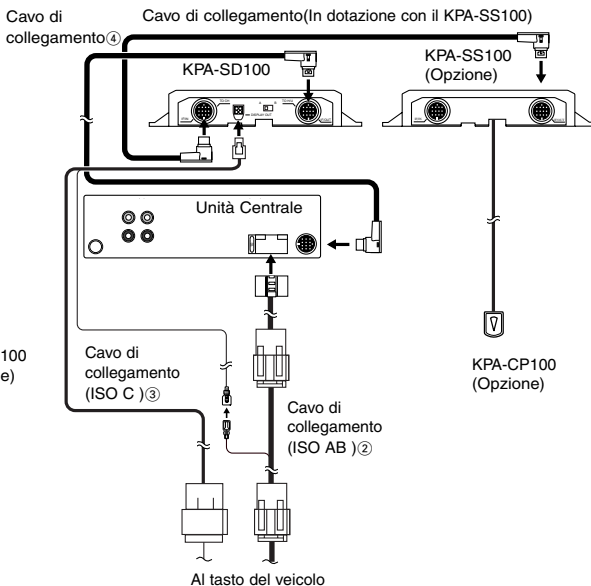 Cavo di
collegamento④
Cavo di collegamento(In dotazione con il KPA-SS100)
KPA-SD100
KPA-SS100
(Opzione)
DISPLAY OUT
Unità Centrale
100
e)
Cavo di
collegamento
(ISO C )③
Cavo di
collegamento
(ISO AB )②
KPA-CP100
(Opzione)
Al tasto del veicolo